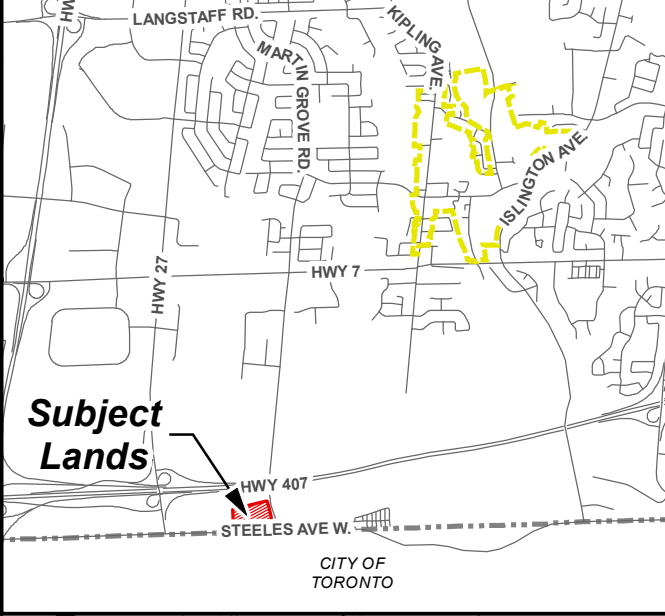 HW
LANGSTAFF RD.
KIPLING AVE.
MARTIN GROVE RD.
ISLINGTON AVE.
HWY 27
HWY 7
Subject
Lands
HWY 407
STEELES AVE W.
CITY OF
TORONTO